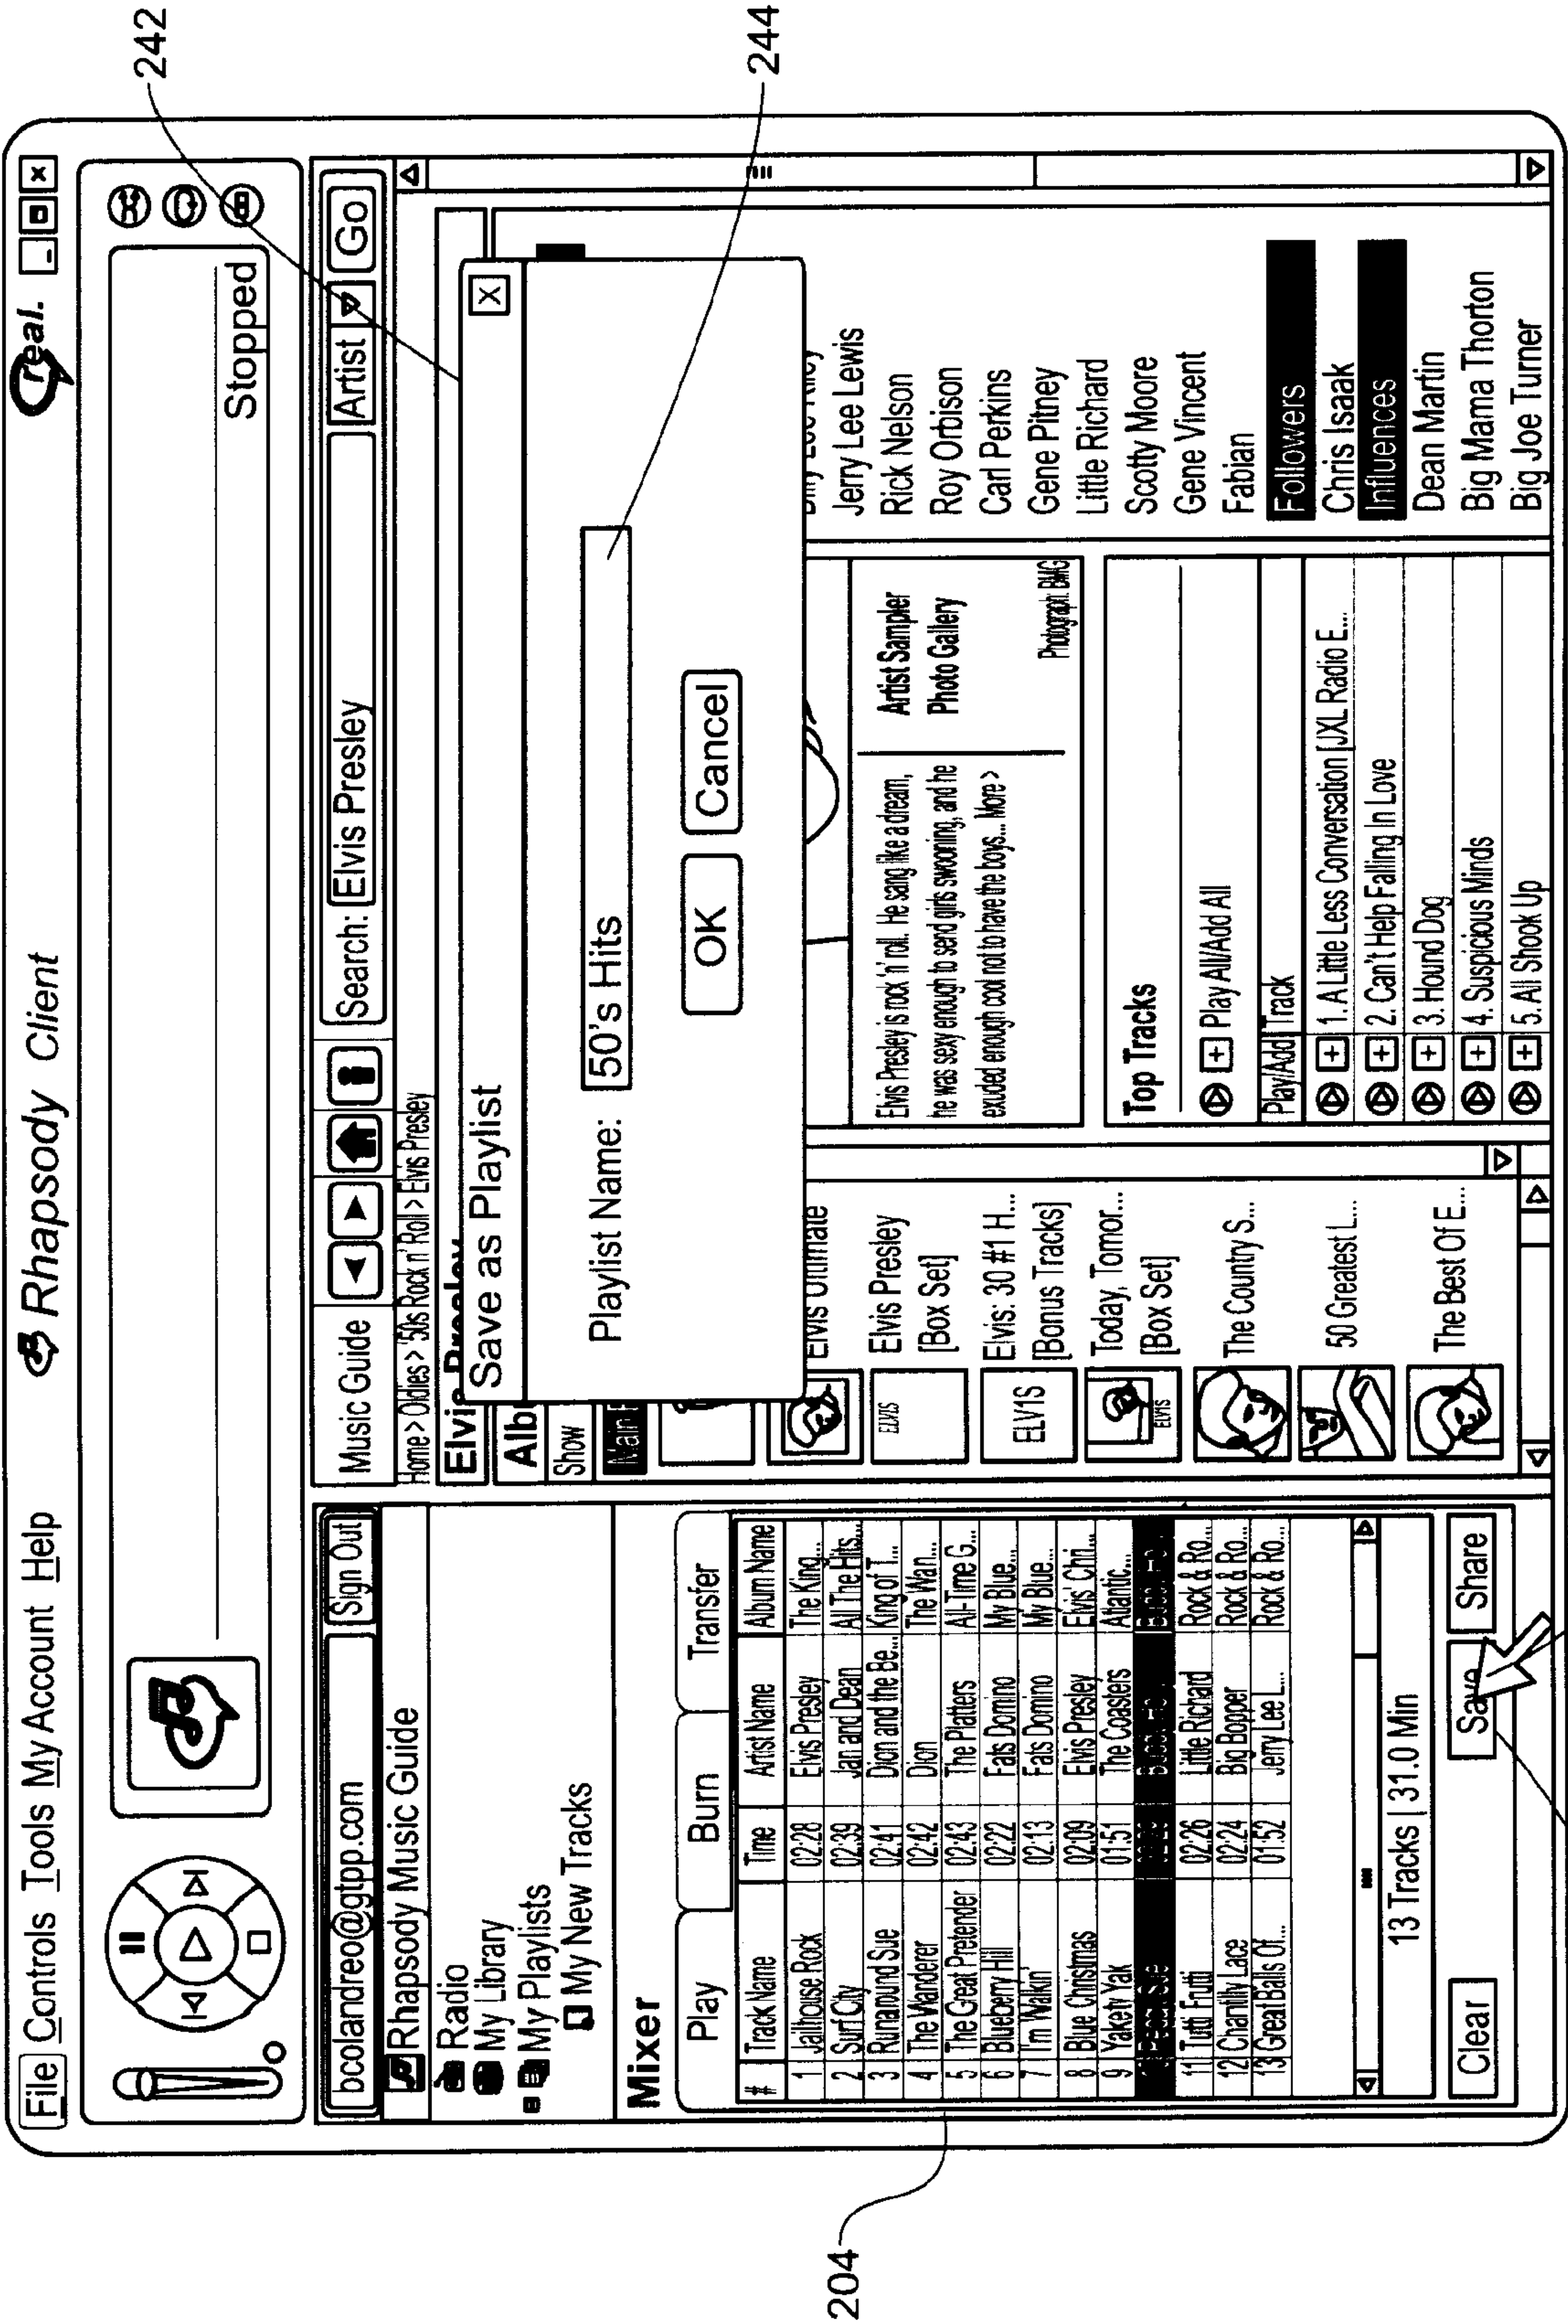 File Controls Tools My Account Help
Rhapsody Client
real.
Stopped
bcolandreo@gtpp.com
Sign Out
Rhapsody Music Guide
Radio
My Library
My Playlists
My New Tracks
Mixer
Play Burn Transfer
# Track Name Time Artist Name Album Name
1 Jailhouse Rock 02:28 Elvis Presley The King...
2 Surf City 02:39 Jan and Dean All The Hits...
3 Runaround Sue 02:41 Dion and the Be... King of T...
4 The Wanderer 02:42 Dion The Wan...
5 The Great Pretender 02:43 The Platters All-Time G...
6 Blueberry Hill 02:22 Fats Domino My Blue...
7 I'm Walkin' 02:13 Fats Domino My Blue...
8 Blue Christmas 02:09 Elvis Presley Elvis' Chri...
9 Yakety Yak 01:51 The Coasters Atlantic...
11 Tutti Frutti 02:26 Little Richard Rock & Ro...
12 Chantilly Lace 02:24 Big Bopper Rock & Ro...
13 Great Balls Of... 01:52 Jerry Lee L... Rock & Ro...
13 Tracks | 31.0 Min
Clear Save Share
Music Guide
Search: Elvis Presley Artist Go
Home > Oldies > '50s Rock n' Roll > Elvis Presley
Elvis Presley
Alb
Show
Main
Save as Playlist
X
Playlist Name: 50's Hits
OK Cancel
Elvis Ultimate
ELVIS
Elvis Presley
[Box Set]
ELV1S
Elvis: 30 #1 H...
[Bonus Tracks]
ELVIS
Today, Tomor...
[Box Set]
The Country S...
50 Greatest L...
The Best Of E...
Elvis Presley is rock 'n' roll. He sang like a dream,
he was sexy enough to send girls swooning, and he
exuded enough cool not to have the boys... More >
Artist Sampler
Photo Gallery
Photograph: BMG
Top Tracks
Play All/Add All
Play/Add Track
1. A Little Less Conversation [JXL Radio E...
2. Can't Help Falling In Love
3. Hound Dog
4. Suspicious Minds
5. All Shook Up
Jerry Lee Lewis
Rick Nelson
Roy Orbison
Carl Perkins
Gene Pitney
Little Richard
Scotty Moore
Gene Vincent
Fabian
Followers
Chris Isaak
Influences
Dean Martin
Big Mama Thorton
Big Joe Turner
242
244
204